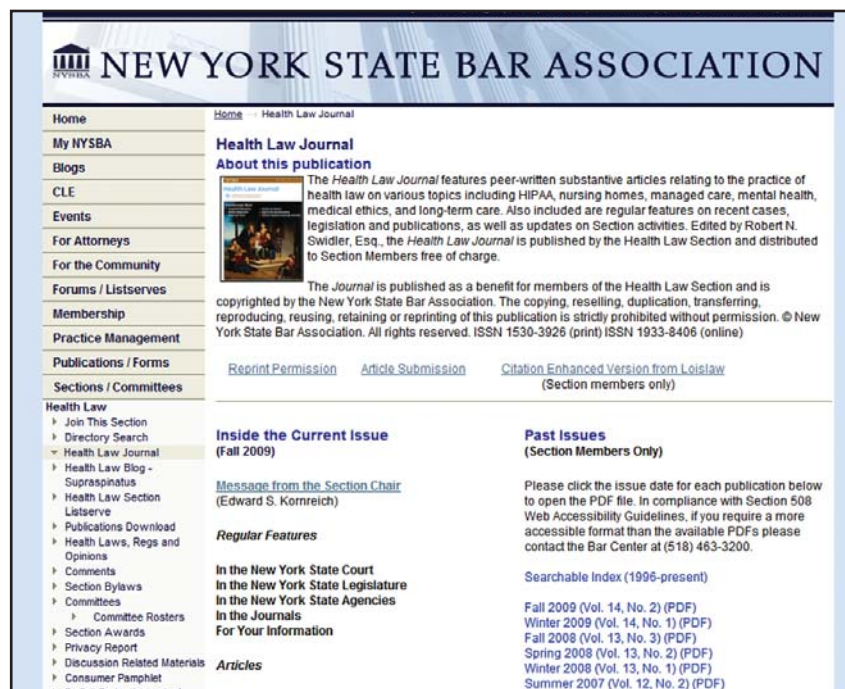 NYSBA
NEW YORK STATE BAR ASSOCIATION
Home
My NYSBA
Blogs
CLE
Events
For Attorneys
For the Community
Forums / Listserves
Membership
Practice Management
Publications / Forms
Sections / Committees
Health Law
Join This Section
Directory Search
Health Law Journal
Health Law Blog -
Supraspinatus
Health Law Section
Listserve
Publications Download
Health Laws, Regs and
Opinions
Comments
Section Bylaws
Committees
Committee Rosters
Section Awards
Privacy Report
Discussion Related Materials
Consumer Pamphlet
Home → Health Law Journal
Health Law Journal
About this publication
The Health Law Journal features peer-written substantive articles relating to the practice of
health law on various topics including HIPAA, nursing homes, managed care, mental health,
medical ethics, and long-term care. Also included are regular features on recent cases,
legislation and publications, as well as updates on Section activities. Edited by Robert N.
Swidler, Esq., the Health Law Journal is published by the Health Law Section and distributed
to Section Members free of charge.
The Journal is published as a benefit for members of the Health Law Section and is
copyrighted by the New York State Bar Association. The copying, reselling, duplication, transferring,
reproducing, reusing, retaining or reprinting of this publication is strictly prohibited without permission. © New
York State Bar Association. All rights reserved. ISSN 1530-3926 (print) ISSN 1933-8406 (online)
Reprint Permission Article Submission Citation Enhanced Version from Loislaw
(Section members only)
Inside the Current Issue
(Fall 2009)
Message from the Section Chair
(Edward S. Kornreich)
Regular Features
In the New York State Court
In the New York State Legislature
In the New York State Agencies
In the Journals
For Your Information
Articles
Past Issues
(Section Members Only)
Please click the issue date for each publication below
to open the PDF file. In compliance with Section 508
Web Accessibility Guidelines, if you require a more
accessible format than the available PDFs please
contact the Bar Center at (518) 463-3200.
Searchable Index (1996-present)
Fall 2009 (Vol. 14, No. 2) (PDF)
Winter 2009 (Vol. 14, No. 1) (PDF)
Fall 2008 (Vol. 13, No. 3) (PDF)
Spring 2008 (Vol. 13, No. 2) (PDF)
Winter 2008 (Vol. 13, No. 1) (PDF)
Summer 2007 (Vol. 12, No. 2) (PDF)